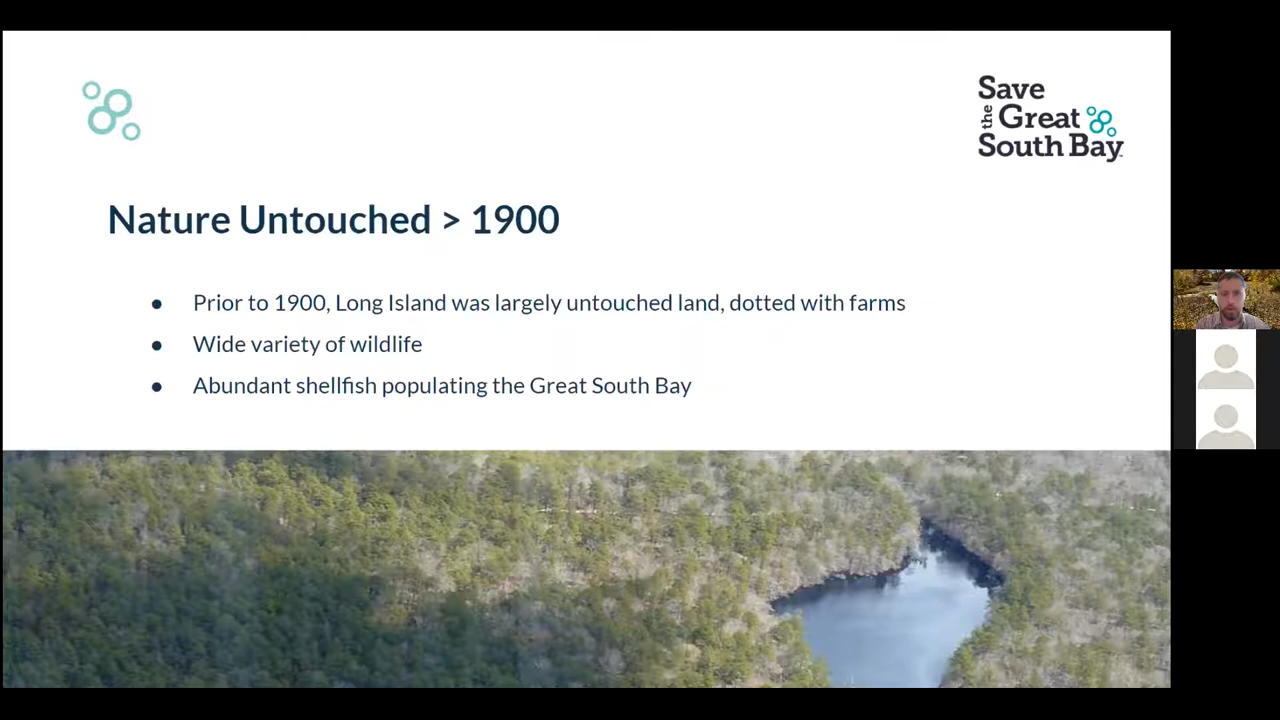 Save
the Great
South Bay
Nature Untouched > 1900
● Prior to 1900, Long Island was largely untouched land, dotted with farms
● Wide variety of wildlife
● Abundant shellfish populating the Great South Bay